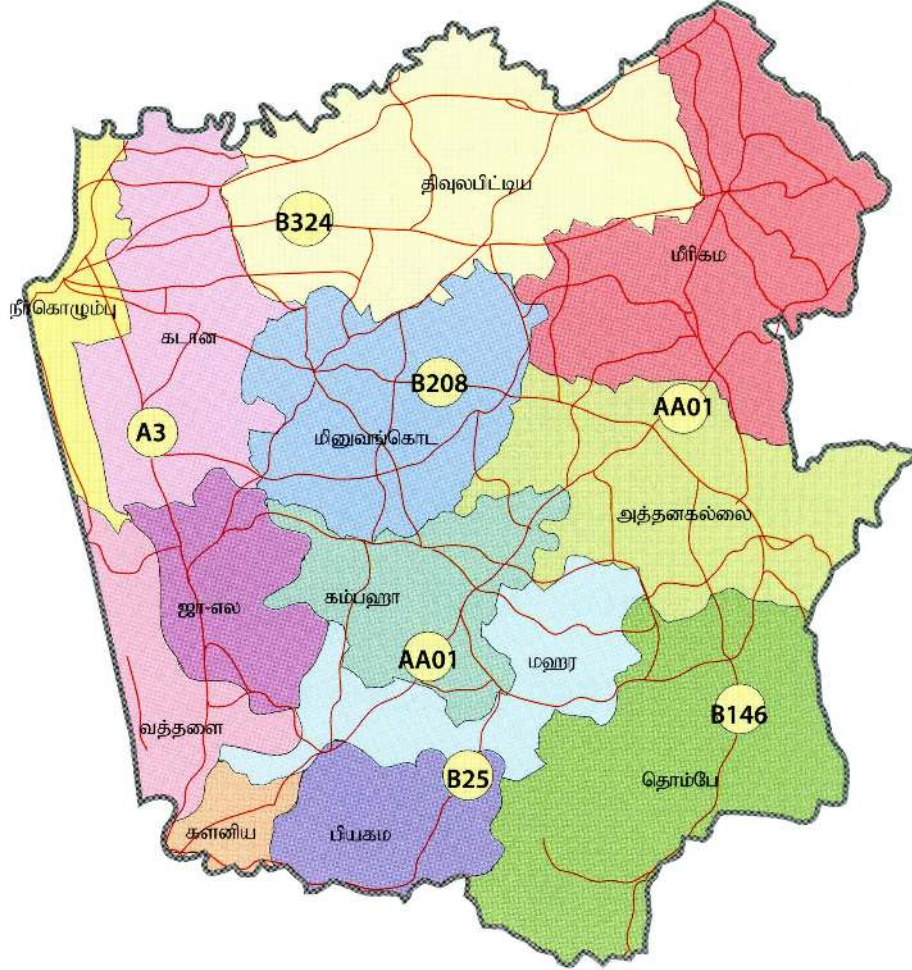 திவுலபிட்டிய
B324
மீரிகம
நீர்கொழும்பு
கடான
B208
AA01
A3
மினுவங்கொட
அத்தனகல்லை
ஜா-எல
கம்பஹா
AA01
மஹர
B146
வத்தளை
B25
தொம்பே
களனிய
பியகம